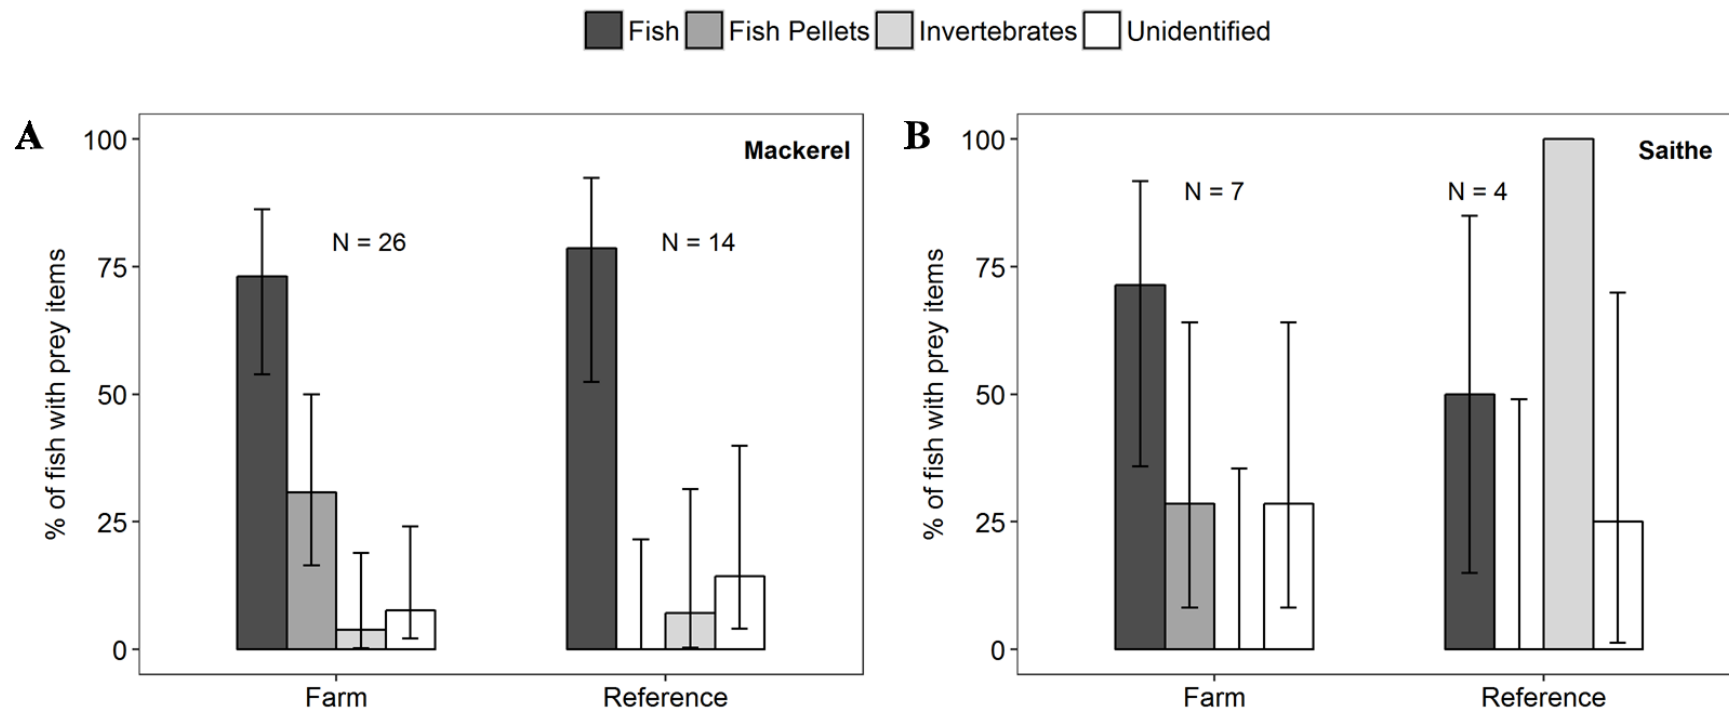 Fish Fish Pellets Invertebrates Unidentified
A
% of fish with prey items
100
75
50
25
0
Mackerel
N = 26
N = 14
Farm
Reference
B
% of fish with prey items
100
75
50
25
0
Saithe
N = 7
N = 4
Farm
Reference